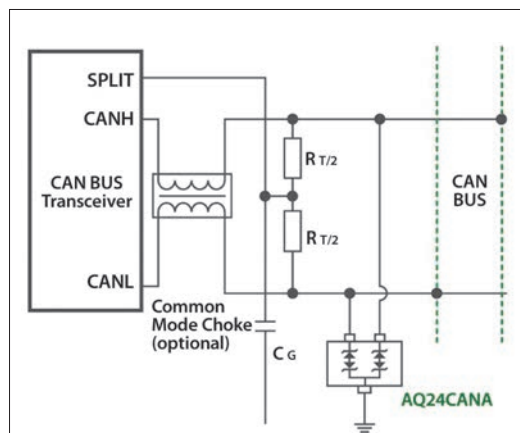 SPLIT
CANH
CAN BUS
Transceiver
CANL
Common
Mode Choke
(optional)
C G
R T/2
R T/2
CAN
BUS
AQ24CANA